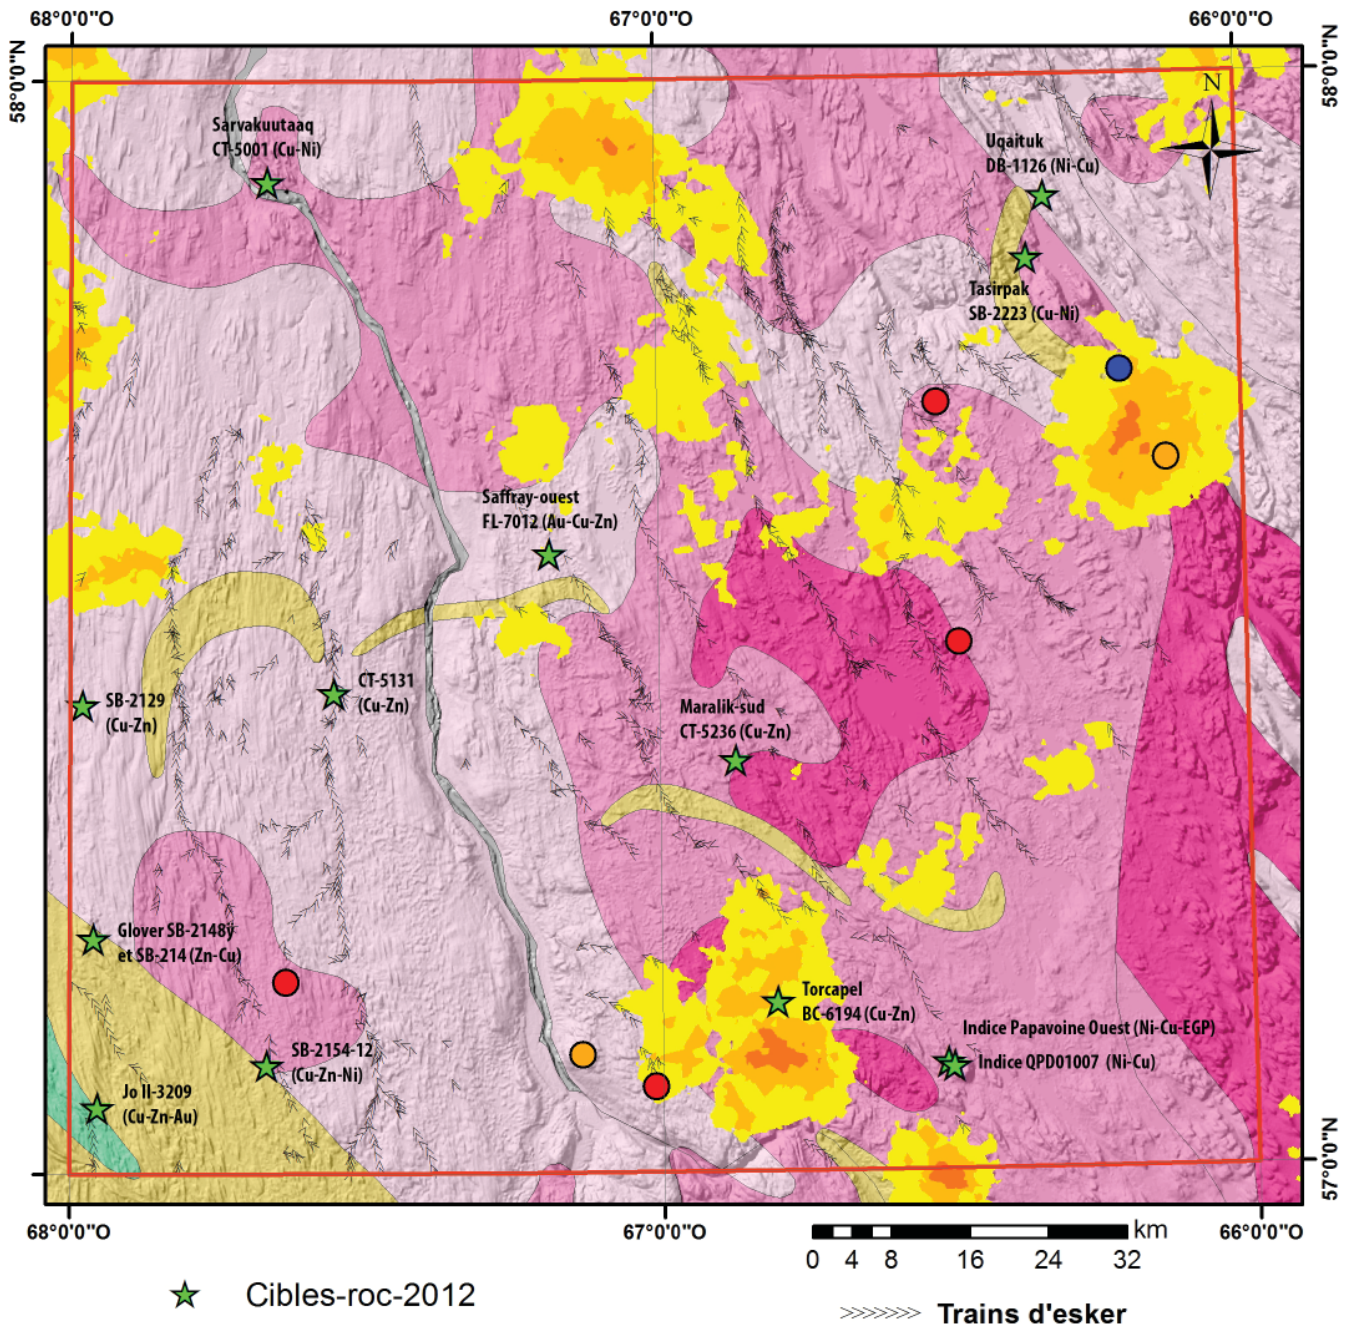 68°0'0"O 67°0'0"O 66°0'0"O
58°0'0"N
58°0'0"N
N
Sarvakuutaaq
CT-5001 (Cu-Ni)
Uqaituk
DB-1126 (Ni-Cu)
Tasirpak
SB-2223 (Cu-Ni)
Saffray-ouest
FL-7012 (Au-Cu-Zn)
SB-2129
(Cu-Zn)
CT-5131
(Cu-Zn)
Maralik-sud
CT-5236 (Cu-Zn)
Glover SB-2148ÿ
et SB-214 (Zn-Cu)
Torcapel
BC-6194 (Cu-Zn)
Indice Papavoine Ouest (Ni-Cu-EGP)
Indice QPD01007 (Ni-Cu)
SB-2154-12
(Cu-Zn-Ni)
Jo II-3209
(Cu-Zn-Au)
57°0'0"N
68°0'0"O 67°0'0"O 66°0'0"O
km
0 4 8 16 24 32
Cibles-roc-2012
Trains d'esker